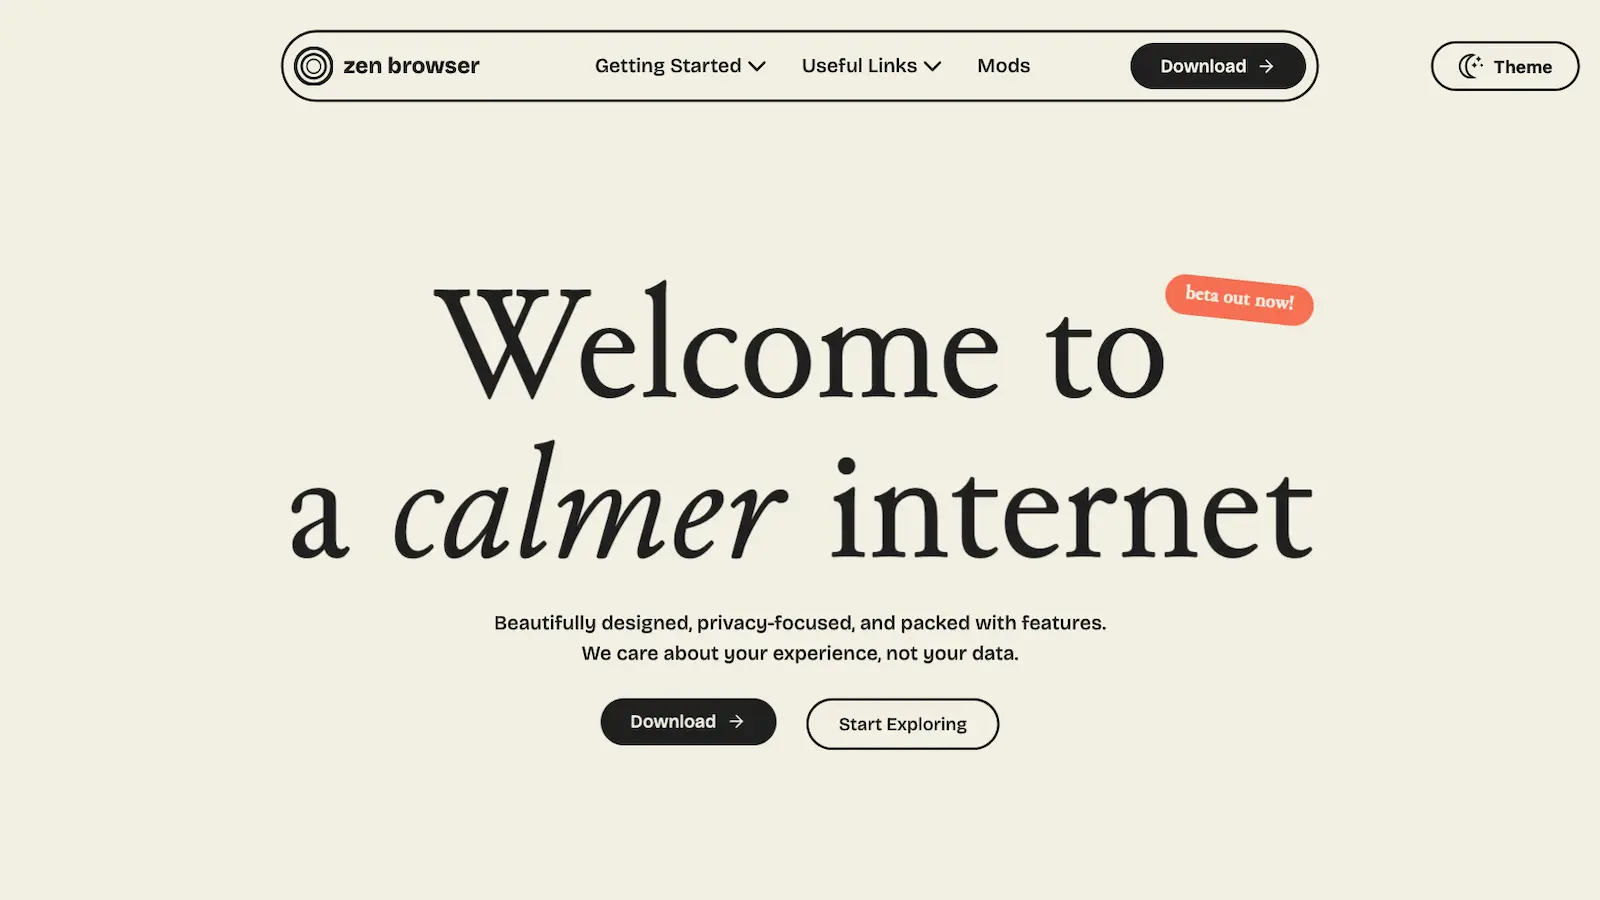 zen browser
Getting Started
Useful Links
Mods
Download
Theme
beta out now!
Welcome to
a calmer internet
Beautifully designed, privacy-focused, and packed with features.
We care about your experience, not your data.
Download
Start Exploring